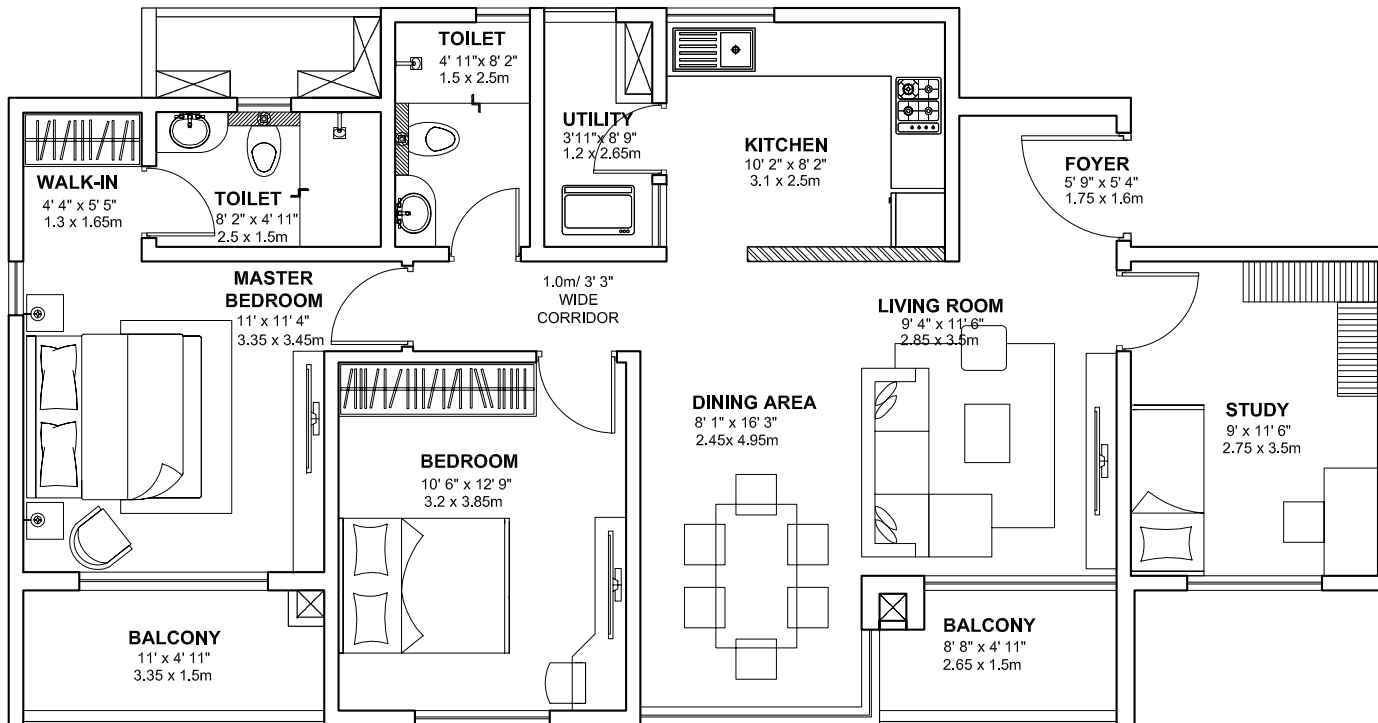 TOILET
4' 11"x 8' 2"
1.5 x 2.5m
UTILITY
3'11"x 8' 9"
1.2 x 2.65m
KITCHEN
10' 2" x 8' 2"
3.1 x 2.5m
FOYER
5' 9" x 5' 4"
1.75 x 1.6m
WALK-IN
4' 4" x 5' 5"
1.3 x 1.65m
TOILET
8' 2" x 4' 11"
2.5 x 1.5m
MASTER
BEDROOM
11' x 11' 4"
3.35 x 3.45m
1.0m/ 3' 3"
WIDE
CORRIDOR
LIVING ROOM
9' 4" x 11' 6"
2.85 x 3.5m
DINING AREA
8' 1" x 16' 3"
2.45x 4.95m
STUDY
9' x 11' 6"
2.75 x 3.5m
BEDROOM
10' 6" x 12' 9"
3.2 x 3.85m
BALCONY
11' x 4' 11"
3.35 x 1.5m
BALCONY
8' 8" x 4' 11"
2.65 x 1.5m